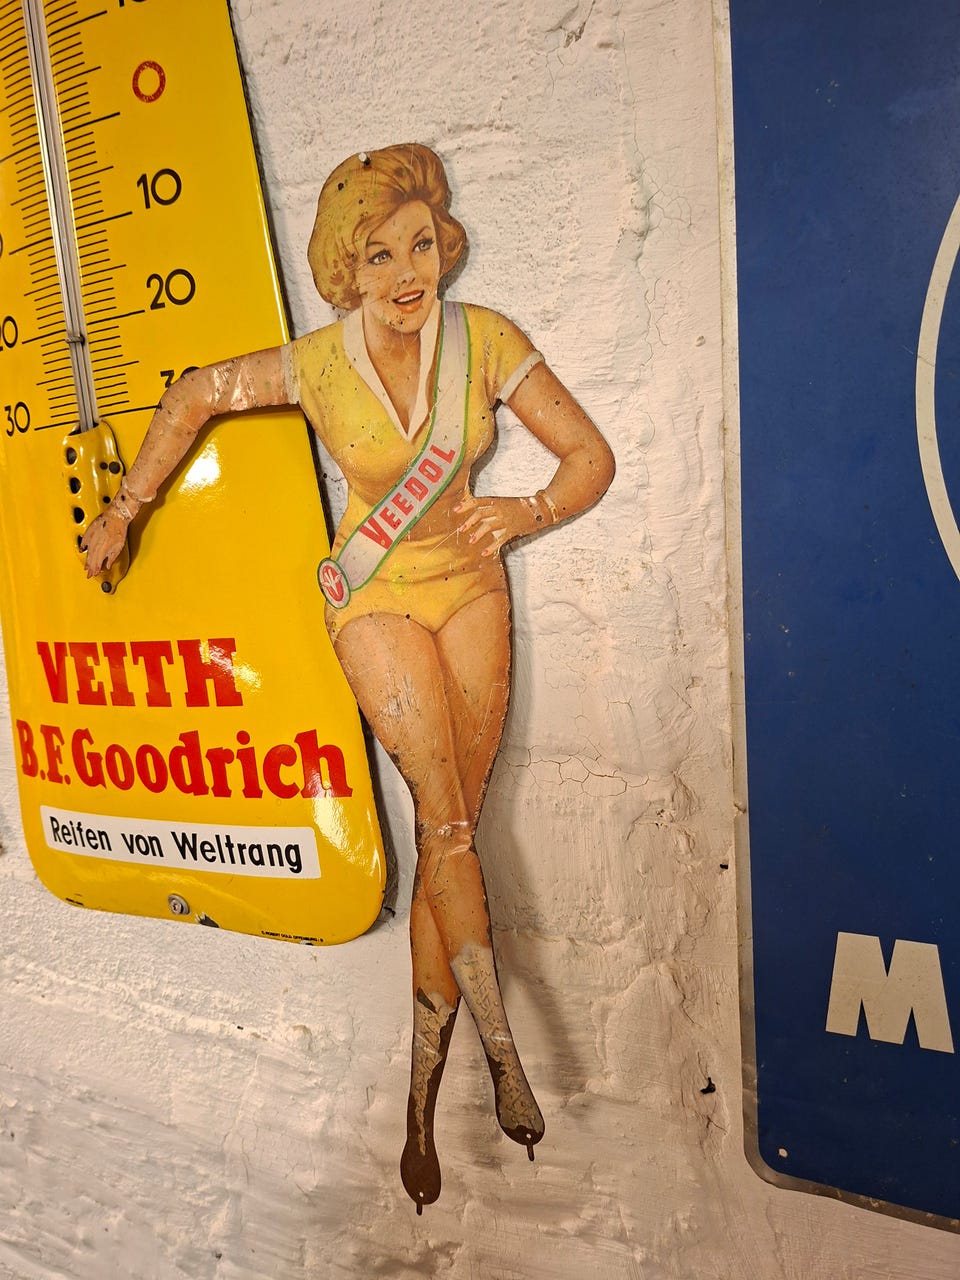 0
10
20
30
20
30
VEEDOL
VEITH
B.F.Goodrich
Reifen von Weltrang
M